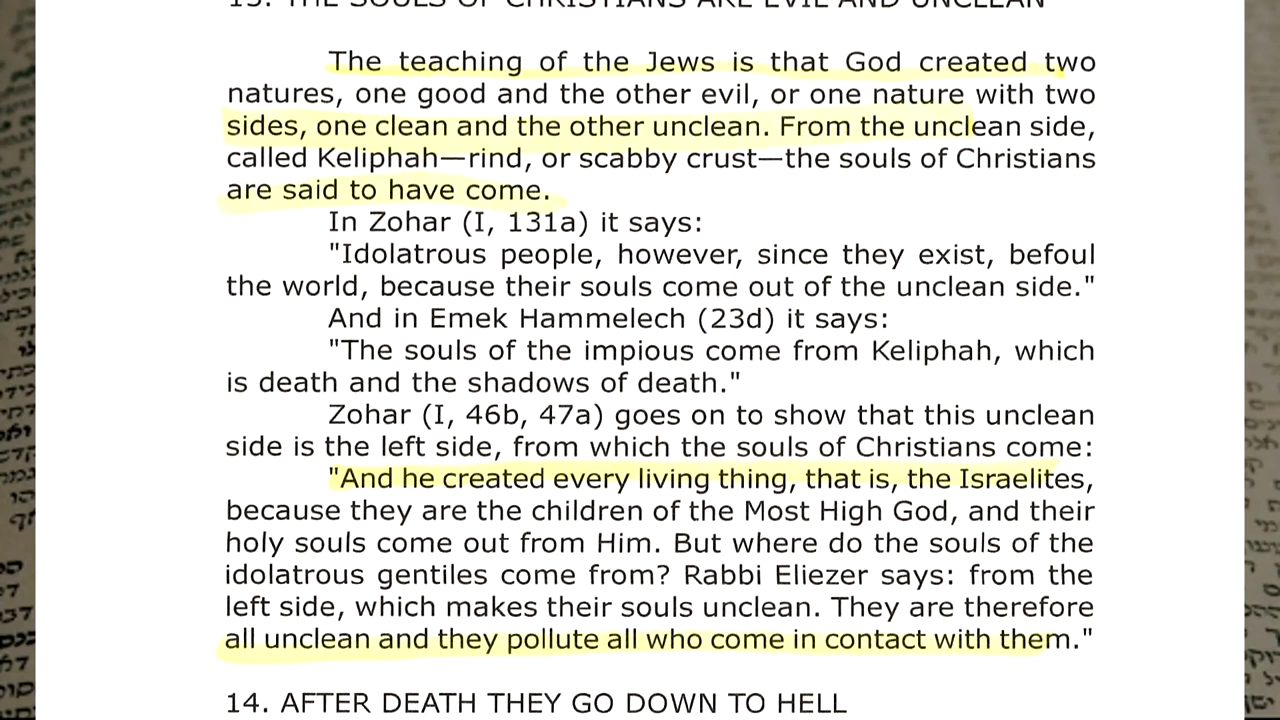 13. THE SOULS OF CHRISTIANS ARE EVIL AND UNCLEAN
The teaching of the Jews is that God created two
natures, one good and the other evil, or one nature with two
sides, one clean and the other unclean. From the unclean side,
called Keliphah—rind, or scabby crust—the souls of Christians
are said to have come.
In Zohar (I, 131a) it says:
"Idolatrous people, however, since they exist, befoul
the world, because their souls come out of the unclean side."
And in Emek Hammelech (23d) it says:
"The souls of the impious come from Keliphah, which
is death and the shadows of death."
Zohar (I, 46b, 47a) goes on to show that this unclean
side is the left side, from which the souls of Christians come:
"And he created every living thing, that is, the Israelites,
because they are the children of the Most High God, and their
holy souls come out from Him. But where do the souls of the
idolatrous gentiles come from? Rabbi Eliezer says: from the
left side, which makes their souls unclean. They are therefore
all unclean and they pollute all who come in contact with them."
14. AFTER DEATH THEY GO DOWN TO HELL